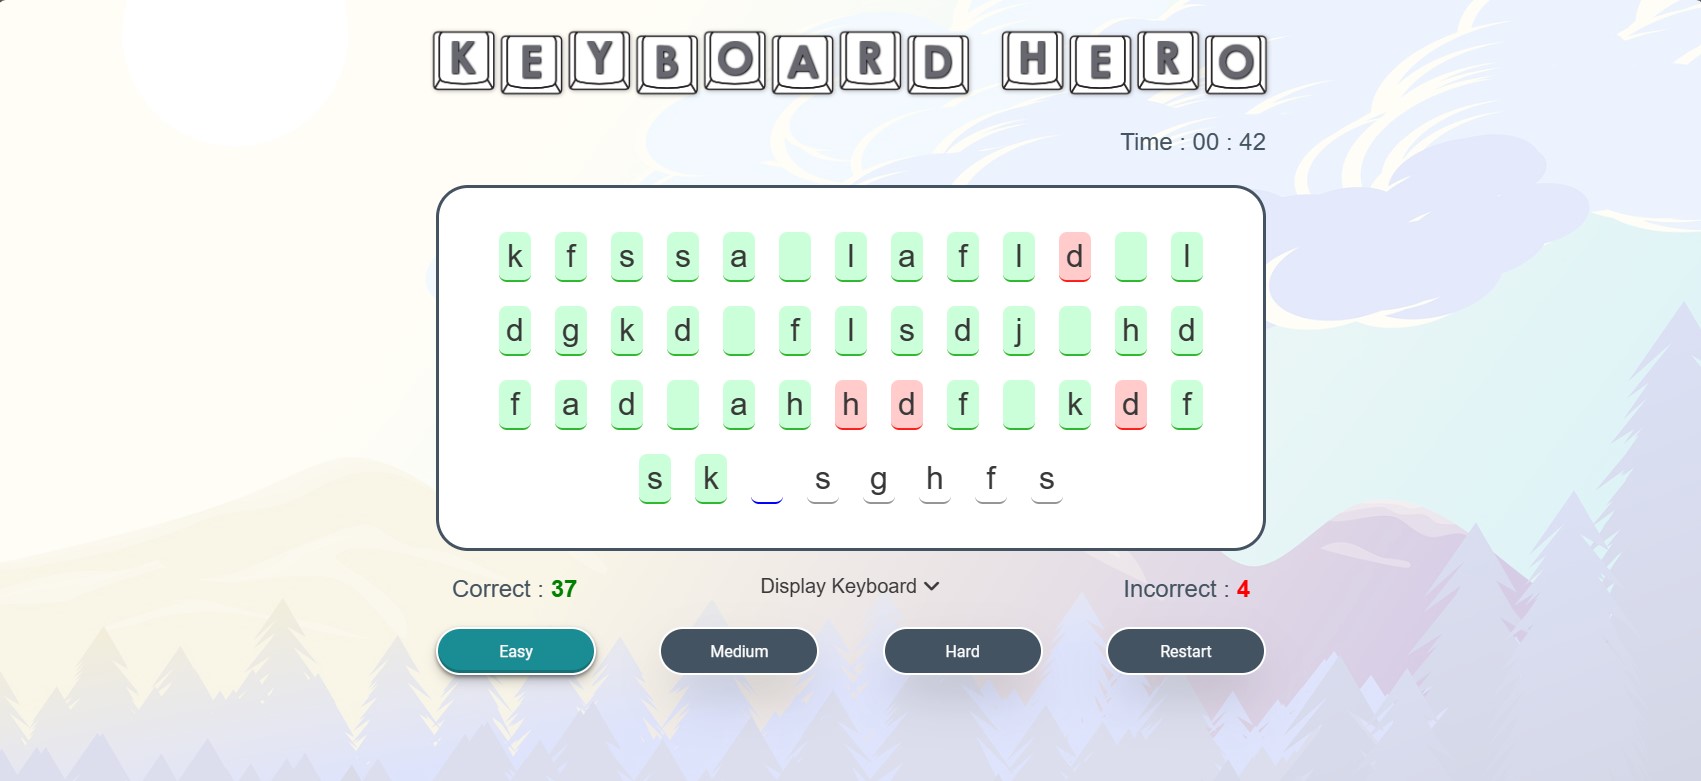 KEYBOARD HERO
Time : 00 : 42
k f s s a   l a f l d   l
d g k d   f l s d j   h d
f a d   a h h d f   k d f
s k   s g h f s
Correct : 37 Display Keyboard Incorrect : 4
Easy Medium Hard Restart